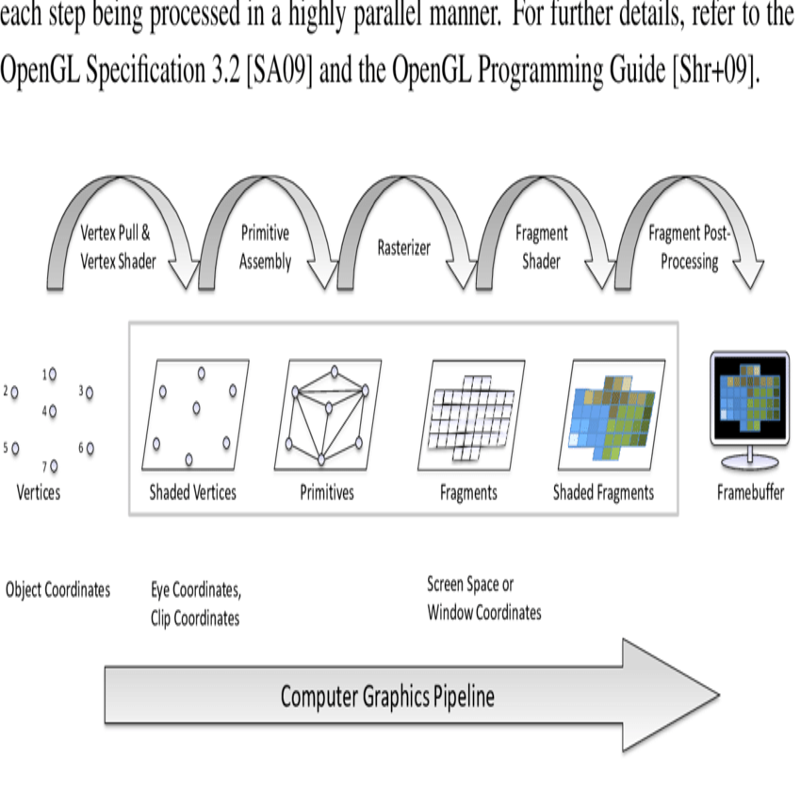 each step being processed in a highly parallel manner. For further details, refer to the
OpenGL Specification 3.2 [SA09] and the OpenGL Programming Guide [Shr+09].
Vertex Pull &
Vertex Shader
Primitive
Assembly
Rasterizer
Fragment
Shader
Fragment Post-
Processing
1
2
3
4
5
6
7
Vertices
Shaded Vertices
Primitives
Fragments
Shaded Fragments
Framebuffer
Object Coordinates
Eye Coordinates,
Clip Coordinates
Screen Space or
Window Coordinates
Computer Graphics Pipeline